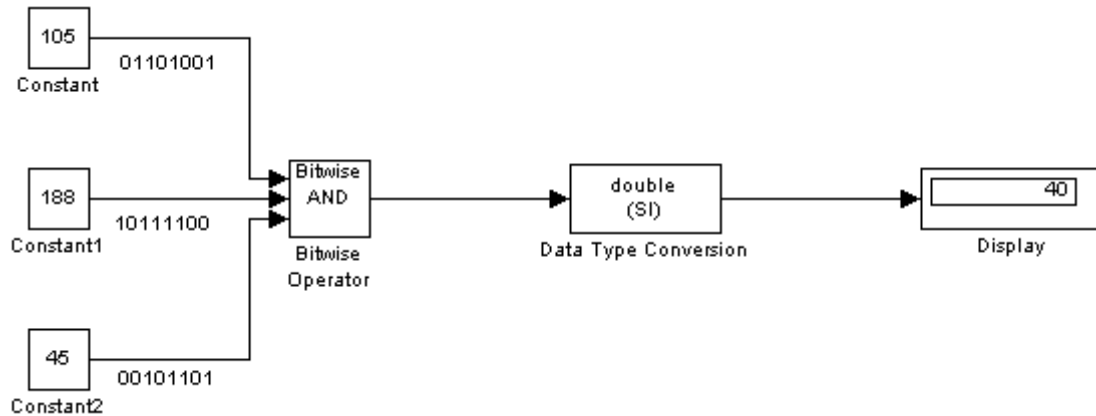 105
Constant
01101001
188
Constant1
10111100
45
Constant2
00101101
Bitwise
AND
Bitwise
Operator
double
(SI)
Data Type Conversion
40
Display